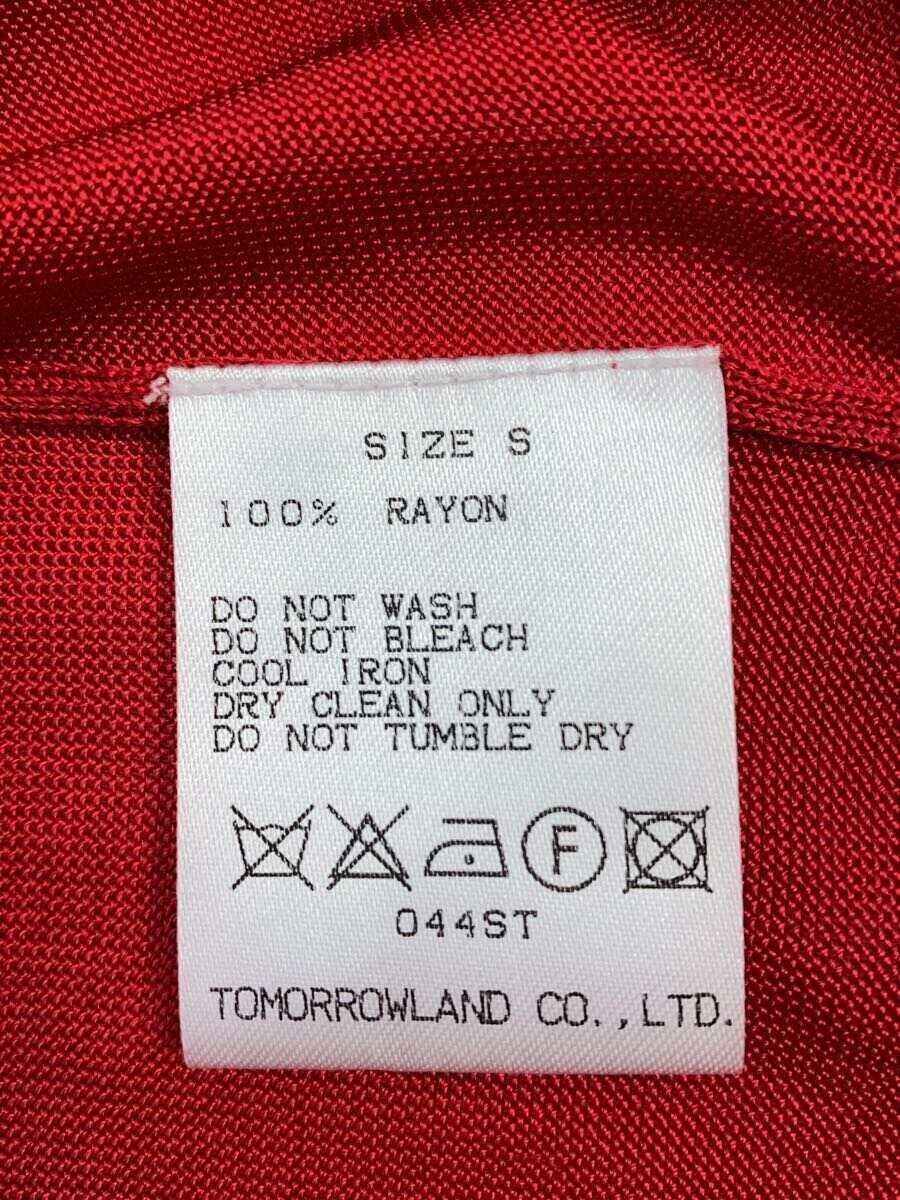 SIZE S
100% RAYON
DO NOT WASH
DO NOT BLEACH
COOL IRON
DRY CLEAN ONLY
DO NOT TUMBLE DRY
F
044ST
TOMORROWLAND CO.,LTD.